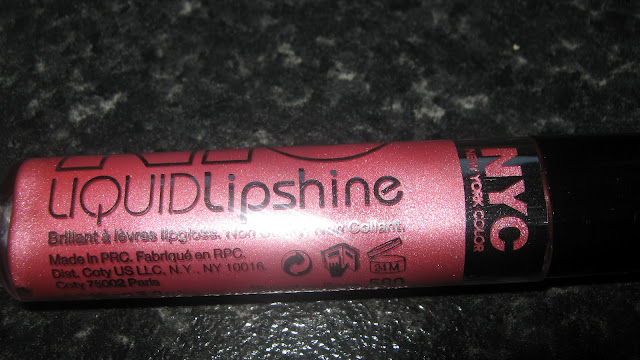 LIQUIDLipshine
Brillant à lèvres lipgloss. Non Collant.
Made in PRC. Fabriqué en RPC.
Dist. Coty US LLC, N.Y., NY 10016.
Coty 75002 Paris
24M
NYC
NEW YORK COLOR